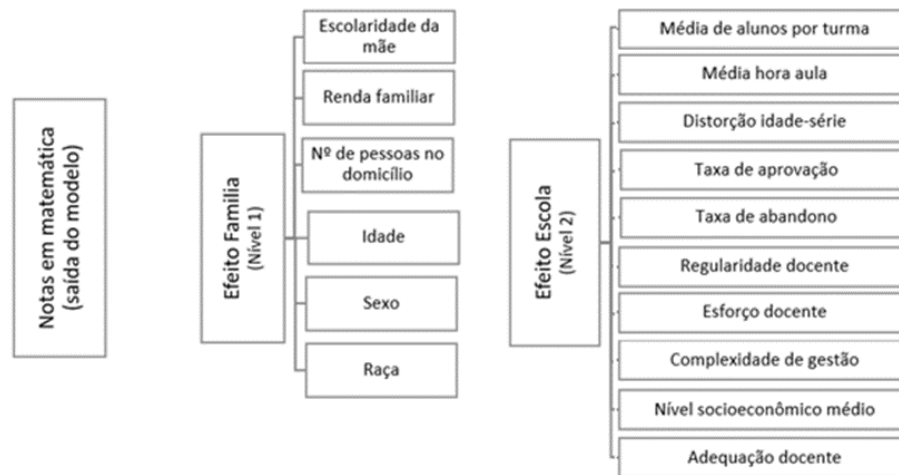 Notas em matemática
(saída do modelo)
Efeito Familia
(Nível 1)
Escolaridade da
mãe
Renda familiar
Nº de pessoas no
domicílio
Idade
Sexo
Raça
Efeito Escola
(Nível 2)
Média de alunos por turma
Média hora aula
Distorção idade-série
Taxa de aprovação
Taxa de abandono
Regularidade docente
Esforço docente
Complexidade de gestão
Nível socioeconômico médio
Adequação docente